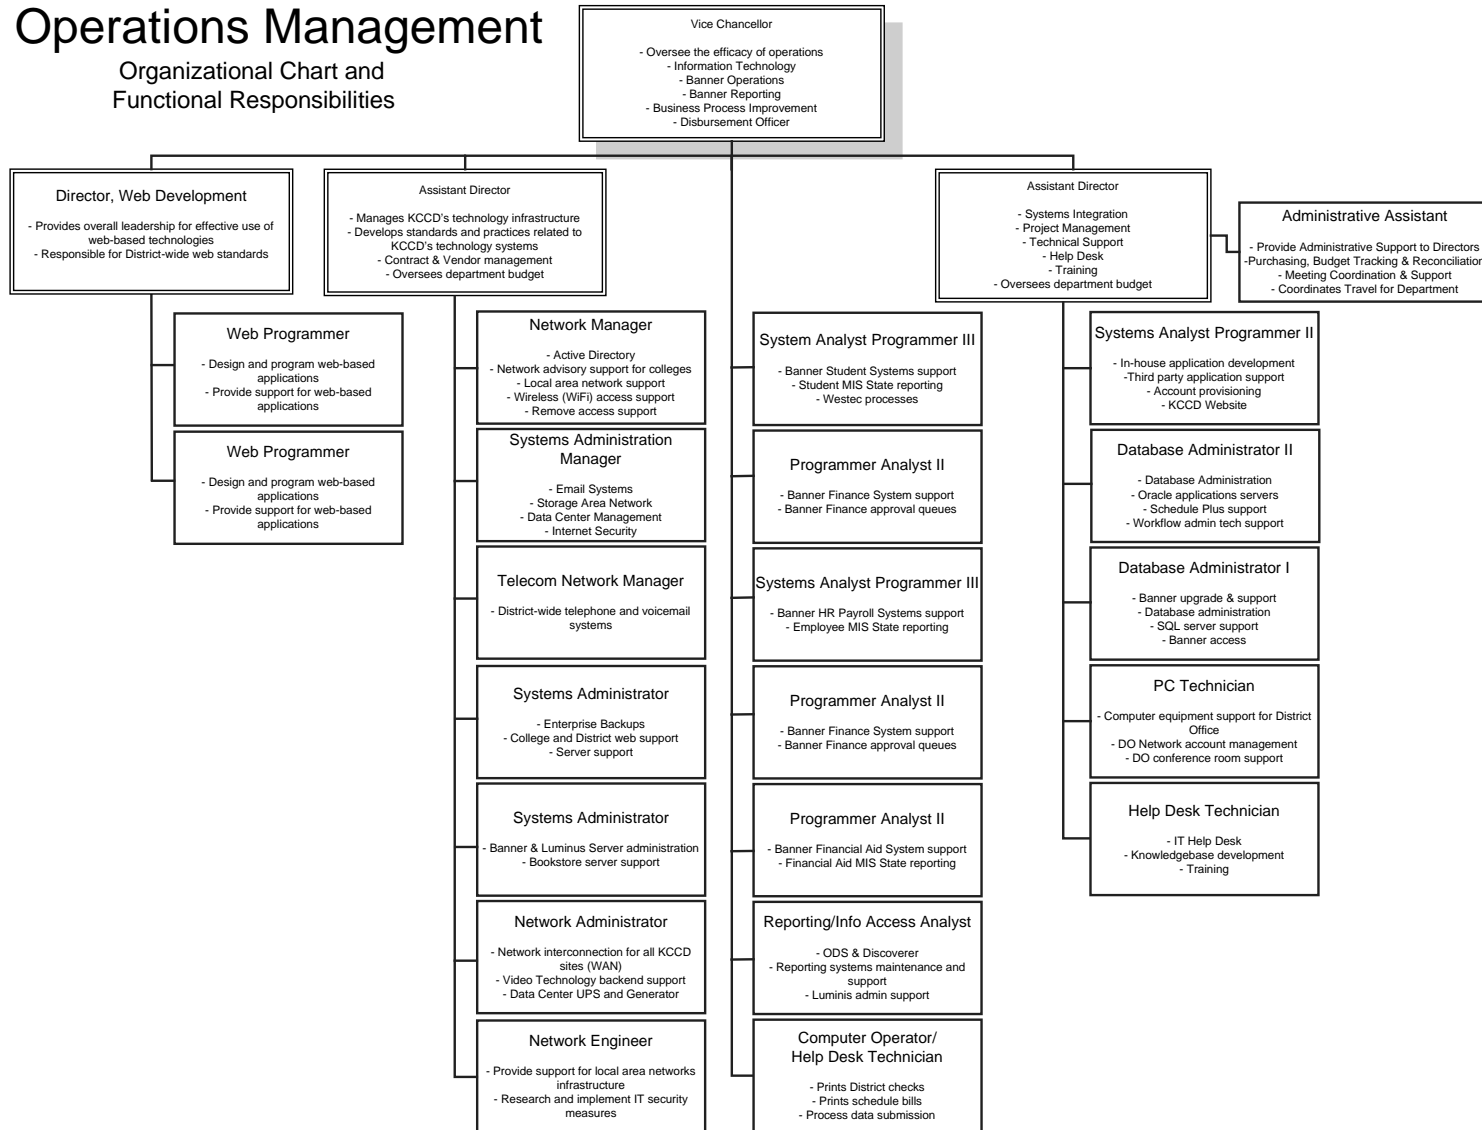 Operations Management
Organizational Chart and
Functional Responsibilities
Vice Chancellor
- Oversee the efficacy of operations
- Information Technology
- Banner Operations
- Banner Reporting
- Business Process Improvement
- Disbursement Officer
Director, Web Development
- Provides overall leadership for effective use of
web-based technologies
- Responsible for District-wide web standards
Assistant Director
- Manages KCCD's technology infrastructure
- Develops standards and practices related to
KCCD's technology systems
- Contract & Vendor management
- Oversees department budget
Assistant Director
- Systems Integration
- Project Management
- Technical Support
- Help Desk
- Training
- Oversees department budget
Administrative Assistant
- Provide Administrative Support to Directors
-Purchasing, Budget Tracking & Reconciliation
- Meeting Coordination & Support
- Coordinates Travel for Department
Web Programmer
- Design and program web-based
applications
- Provide support for web-based
applications
Web Programmer
- Design and program web-based
applications
- Provide support for web-based
applications
Network Manager
- Active Directory
- Network advisory support for colleges
- Local area network support
- Wireless (WiFi) access support
- Remove access support
Systems Administration
Manager
- Email Systems
- Storage Area Network
- Data Center Management
- Internet Security
Telecom Network Manager
- District-wide telephone and voicemail
systems
Systems Administrator
- Enterprise Backups
- College and District web support
- Server support
Systems Administrator
- Banner & Luminus Server administration
- Bookstore server support
Network Administrator
- Network interconnection for all KCCD
sites (WAN)
- Video Technology backend support
- Data Center UPS and Generator
Network Engineer
- Provide support for local area networks
infrastructure
- Research and implement IT security
measures
System Analyst Programmer III
- Banner Student Systems support
- Student MIS State reporting
- Westec processes
Programmer Analyst II
- Banner Finance System support
- Banner Finance approval queues
Systems Analyst Programmer III
- Banner HR Payroll Systems support
- Employee MIS State reporting
Programmer Analyst II
- Banner Finance System support
- Banner Finance approval queues
Programmer Analyst II
- Banner Financial Aid System support
- Financial Aid MIS State reporting
Reporting/Info Access Analyst
- ODS & Discoverer
- Reporting systems maintenance and
support
- Luminis admin support
Computer Operator/
Help Desk Technician
- Prints District checks
- Prints schedule bills
- Process data submission
Systems Analyst Programmer II
- In-house application development
-Third party application support
- Account provisioning
- KCCD Website
Database Administrator II
- Database Administration
- Oracle applications servers
- Schedule Plus support
- Workflow admin tech support
Database Administrator I
- Banner upgrade & support
- Database administration
- SQL server support
- Banner access
PC Technician
- Computer equipment support for District
Office
- DO Network account management
- DO conference room support
Help Desk Technician
- IT Help Desk
- Knowledgebase development
- Training